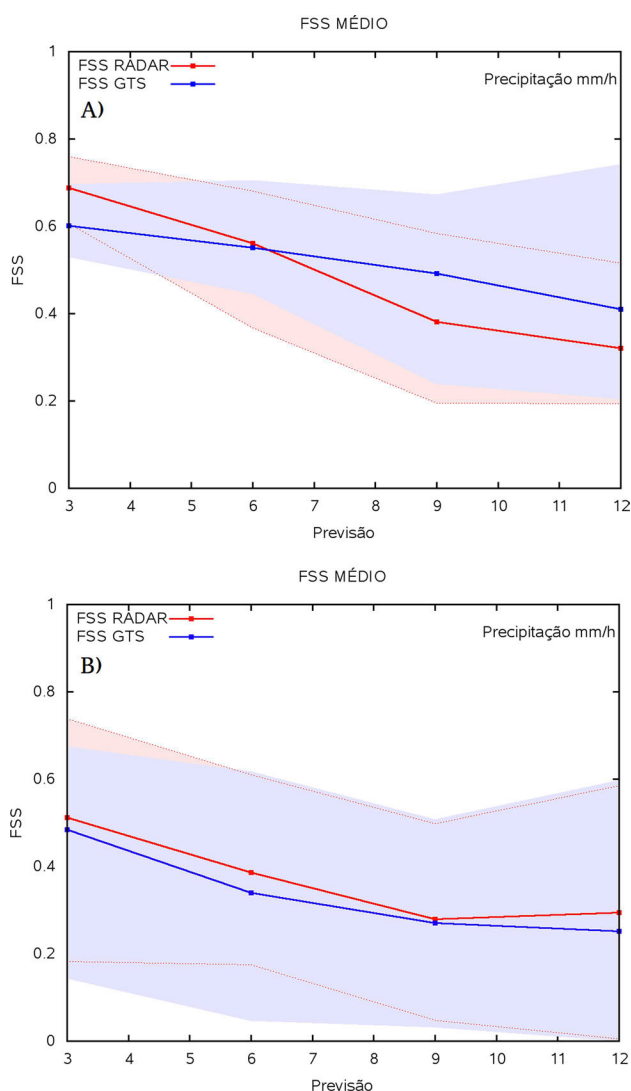 FSS MÉDIO
1
FSS RADAR
FSS GTS
Precipitação mm/h
A)
0.8
0.6
FSS
0.4
0.2
0
3 4 5 6 7 8 9 10 11 12
Previsão
FSS MÉDIO
1
FSS RADAR
FSS GTS
Precipitação mm/h
B)
0.8
0.6
FSS
0.4
0.2
0
3 4 5 6 7 8 9 10 11 12
Previsão